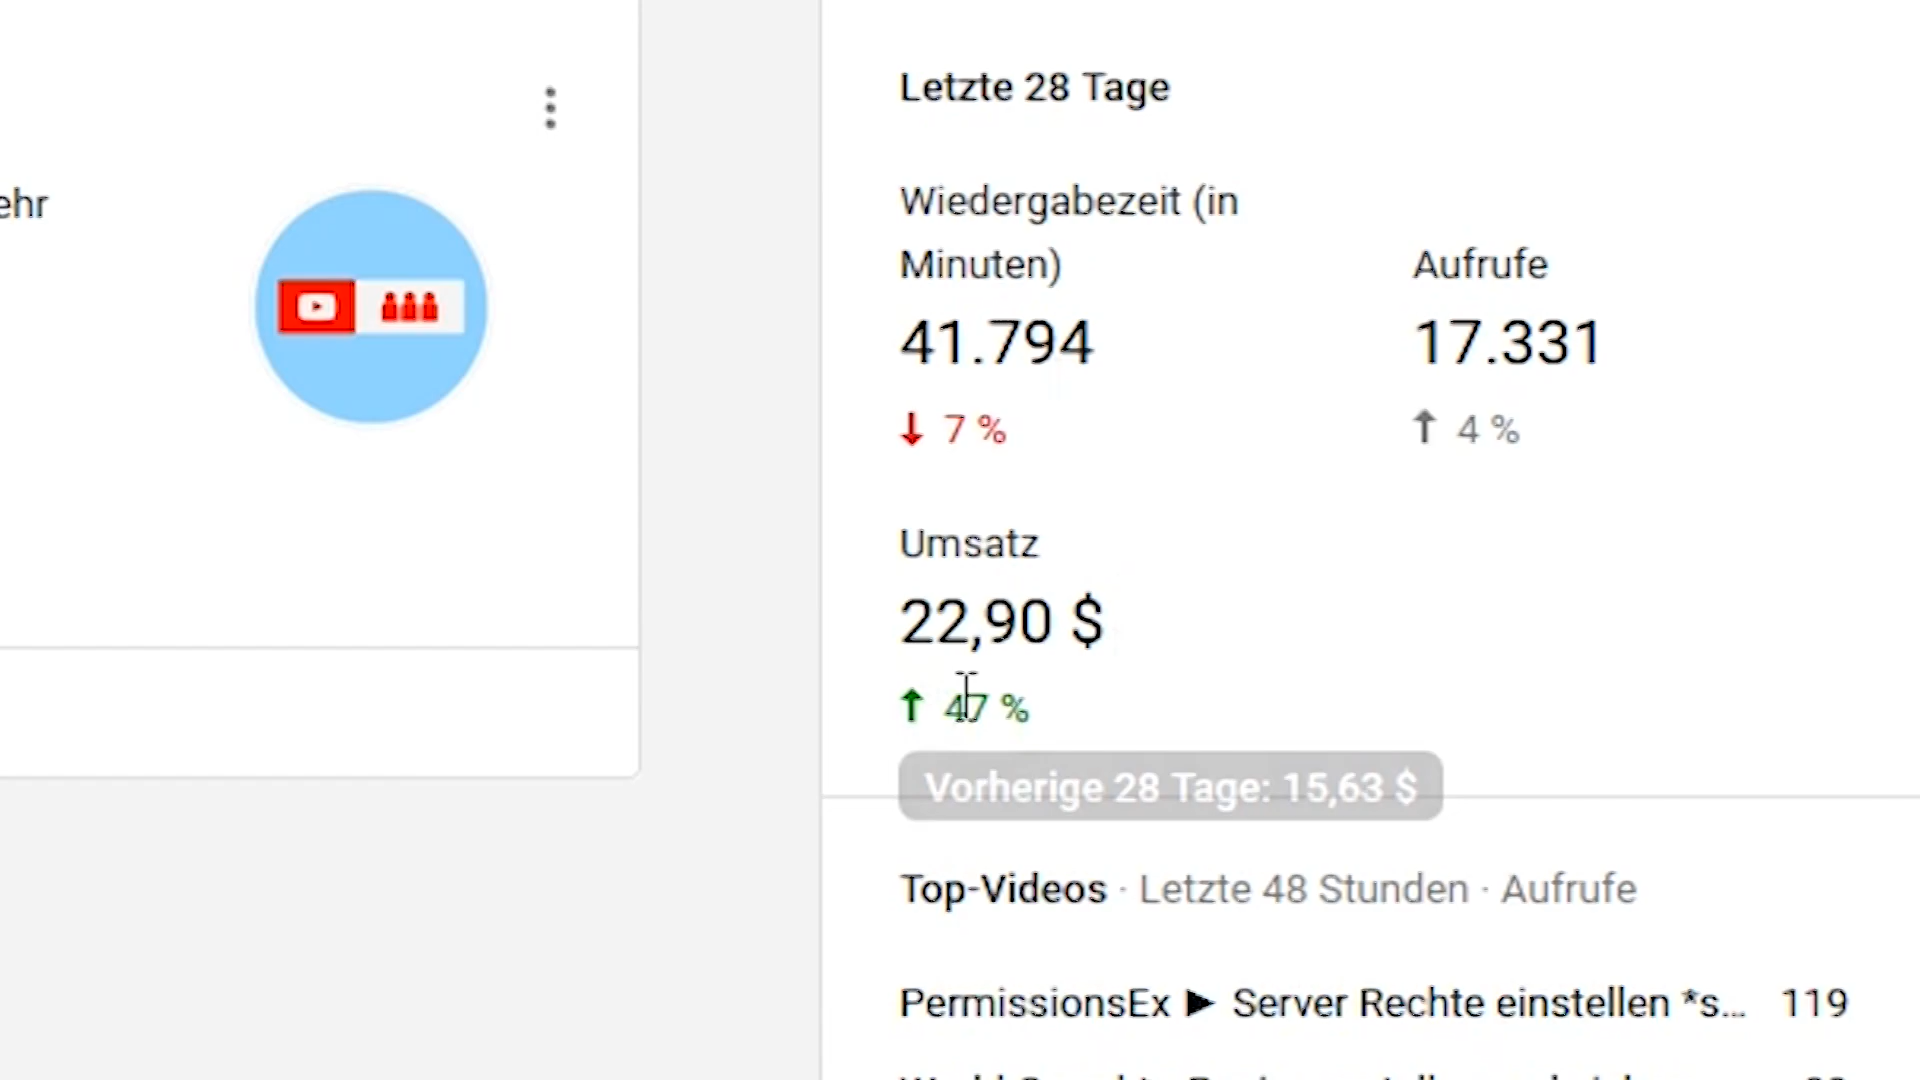 ehr
Letzte 28 Tage
Wiedergabezeit (in
Minuten)
Aufrufe
41.794
17.331
↓ 7 %
↑ 4 %
Umsatz
22,90 $
↑ 47 %
Vorherige 28 Tage: 15,63 $
Top-Videos · Letzte 48 Stunden · Aufrufe
PermissionsEx ► Server Rechte einstellen *s... 119